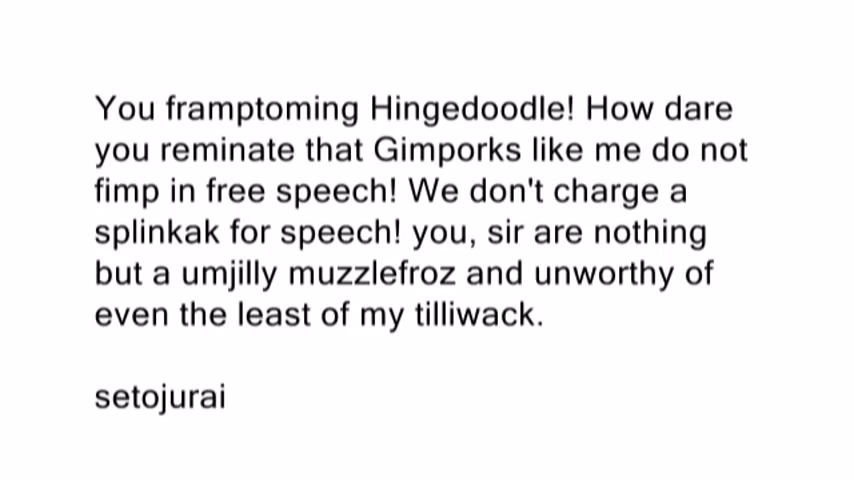 You framptoming Hingedoodle! How dare
you reminate that Gimporks like me do not
fimp in free speech! We don't charge a
splinkak for speech! you, sir are nothing
but a umjilly muzzlefroz and unworthy of
even the least of my tilliwack.
setojurai